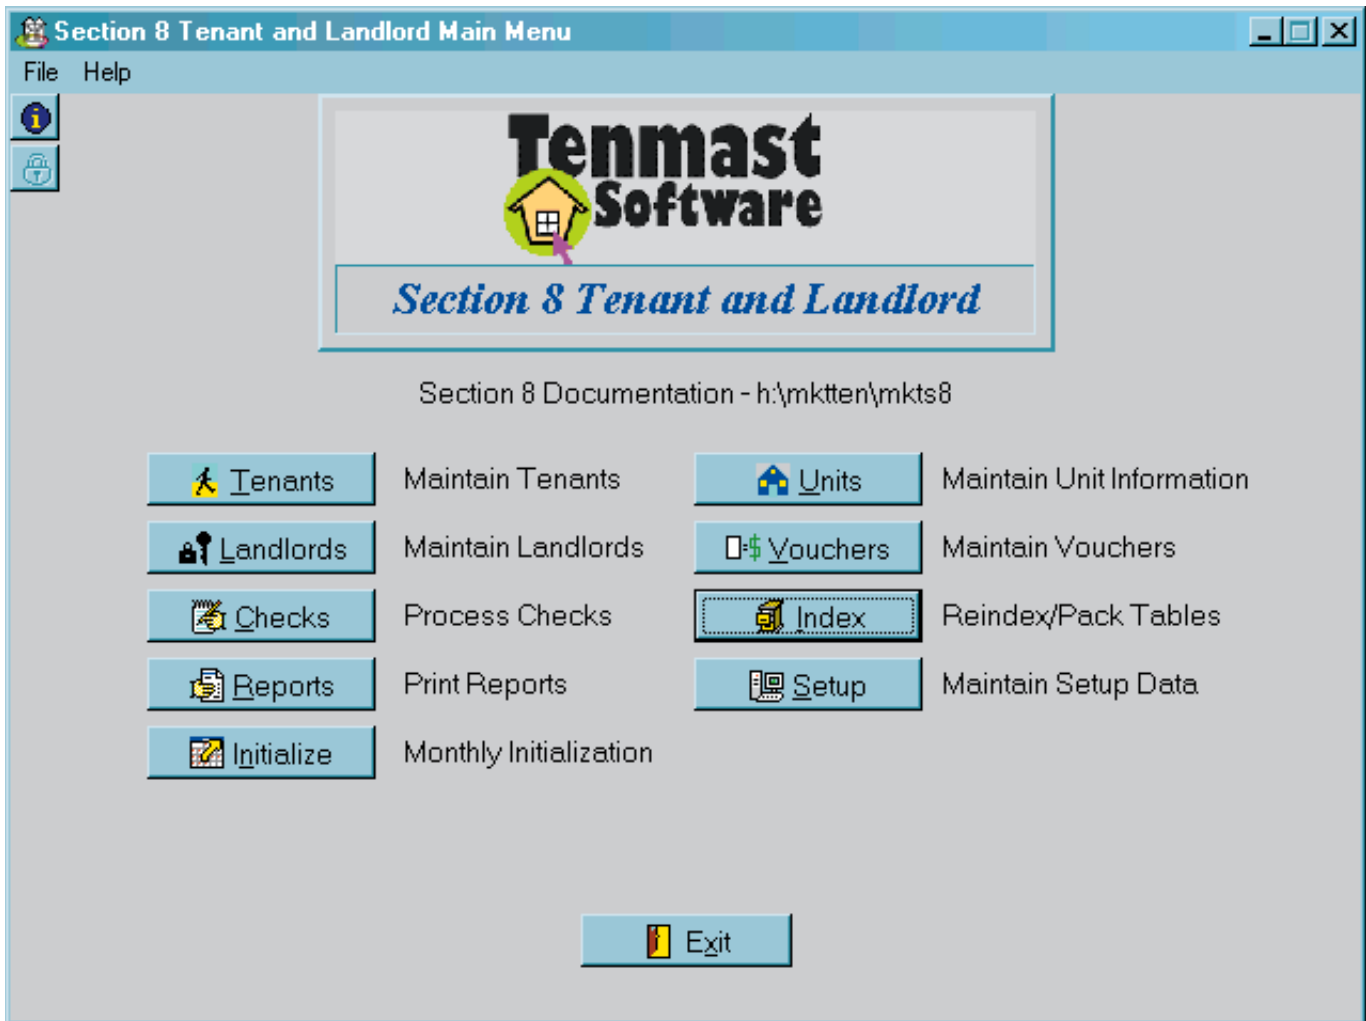 Section 8 Tenant and Landlord Main Menu
File Help
Tenmast
Software
Section 8 Tenant and Landlord
Section 8 Documentation - h:\mktten\mkts8
Tenants Maintain Tenants Units Maintain Unit Information
Landlords Maintain Landlords Vouchers Maintain Vouchers
Checks Process Checks Index Reindex/Pack Tables
Reports Print Reports Setup Maintain Setup Data
Initialize Monthly Initialization
Exit